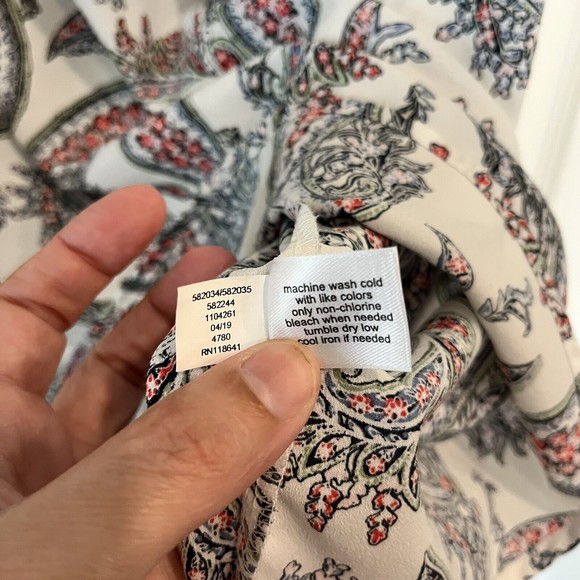 582034/582035
582244
1104261
04/19
4780
RN118641
machine wash cold
with like colors
only non-chlorine
bleach when needed
tumble dry low
cool iron if needed